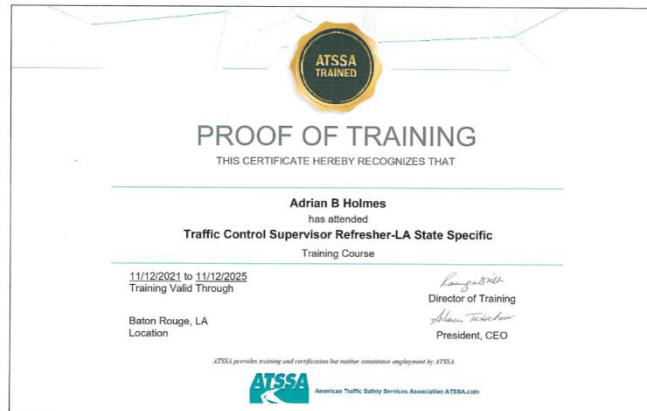 ATSSA
TRAINED
PROOF OF TRAINING
THIS CERTIFICATE HEREBY RECOGNIZES THAT
Adrian B Holmes
has attended
Traffic Control Supervisor Refresher-LA State Specific
Training Course
11/12/2021 to 11/12/2025
Training Valid Through
Director of Training
Baton Rouge, LA
Location
President, CEO
ATSSA provides training and certification but neither constitutes employment by ATSSA.
ATSSA
American Traffic Safety Services Association ATSSA.com